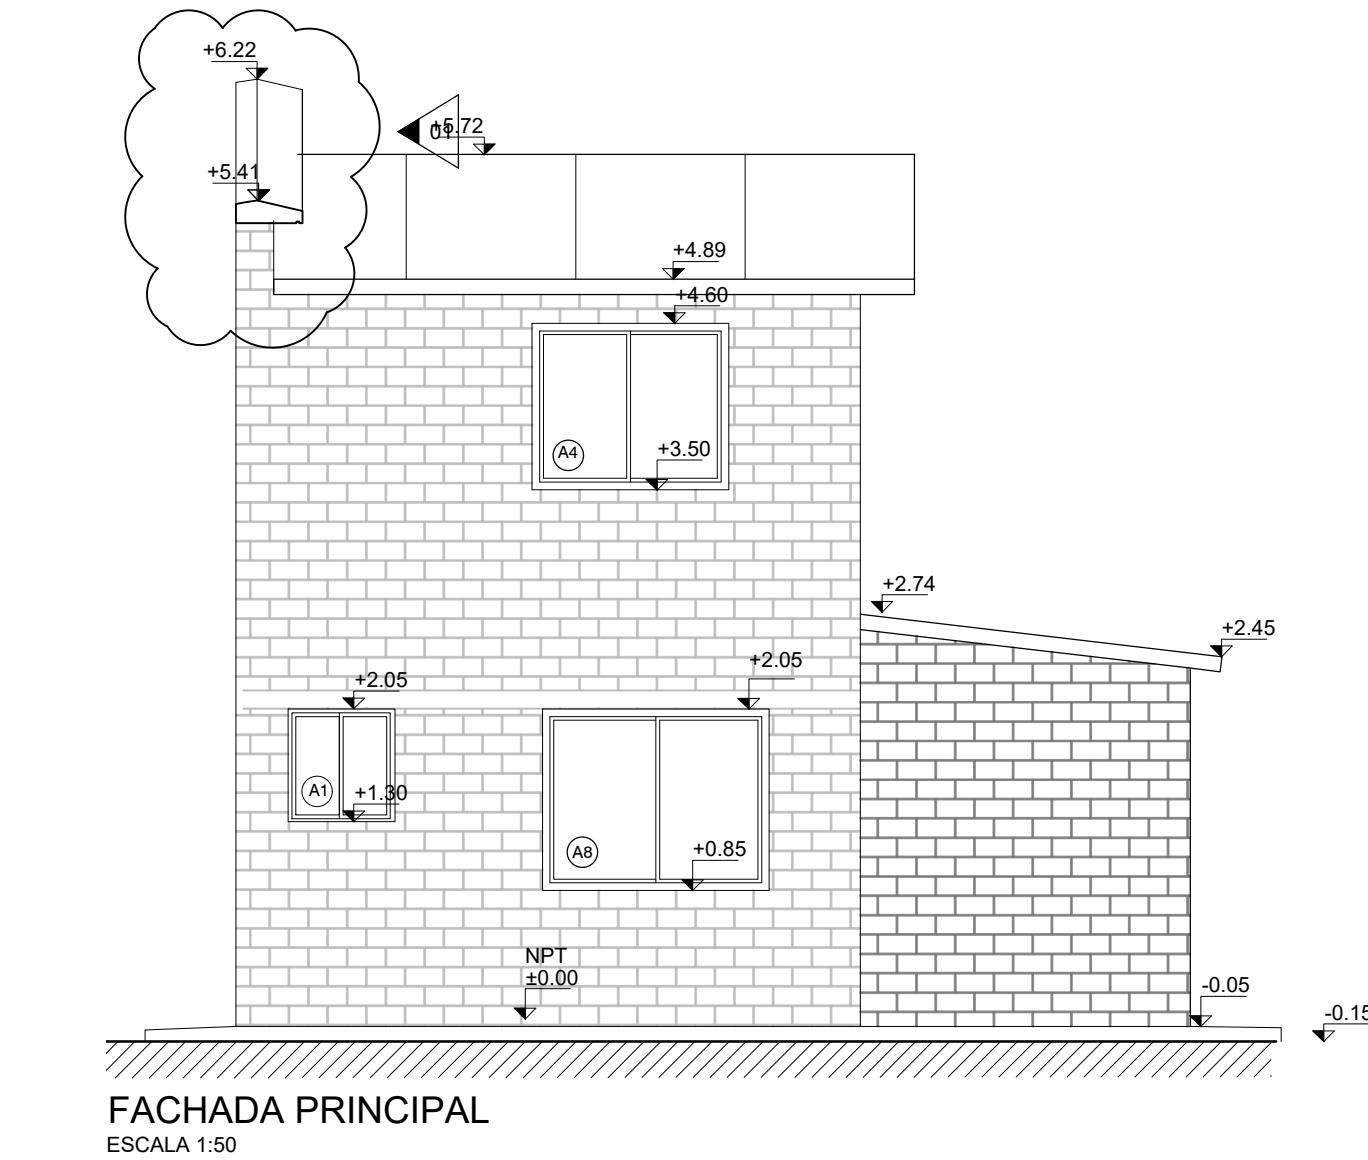 +6.22
01
+5.72
+5.41
+4.89
+4.60
A4
+3.50
+2.74
+2.45
+2.05
+2.05
A1
+1.30
A8
+0.85
NPT
±0.00
-0.05
-0.15
FACHADA PRINCIPAL
ESCALA 1:50